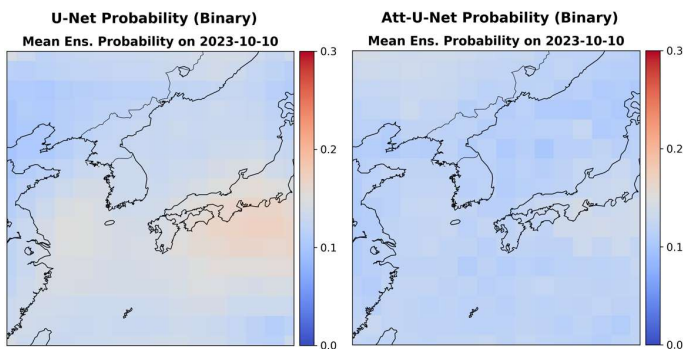 U-Net Probability (Binary)
Mean Ens. Probability on 2023-10-10
0.3
0.2
0.1
0.0
Att-U-Net Probability (Binary)
Mean Ens. Probability on 2023-10-10
0.3
0.2
0.1
0.0